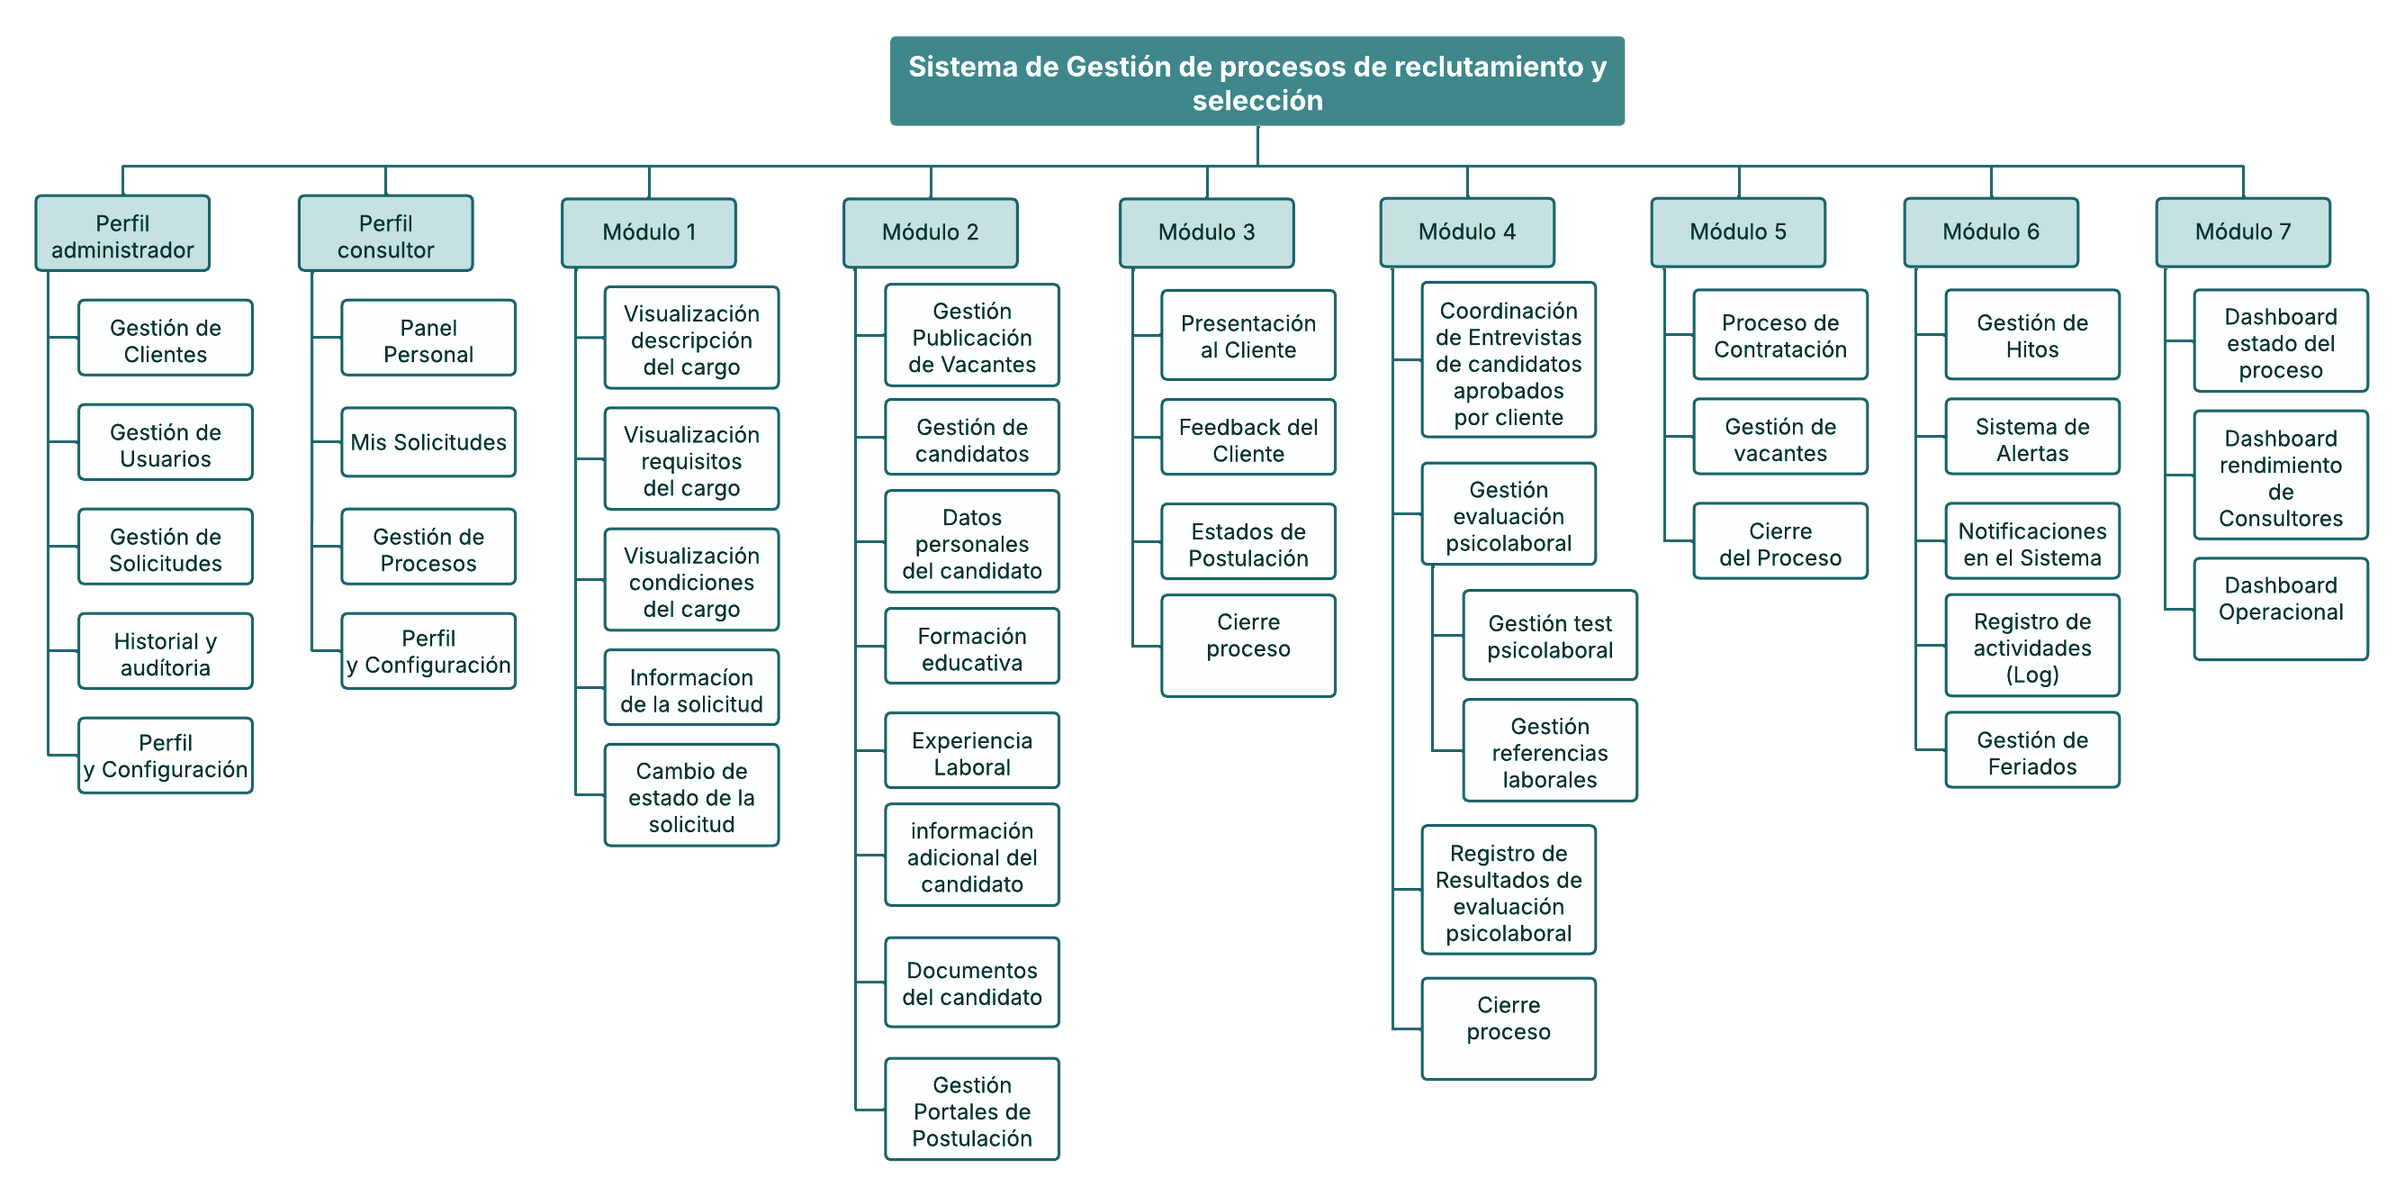 Sistema de Gestión de procesos de reclutamiento y
selección
Perfil
administrador
Gestión de
Clientes
Gestión de
Usuarios
Gestión de
Solicitudes
Historial y
audítoria
Perfil
y Configuración
Perfil
consultor
Panel
Personal
Mis Solicitudes
Gestión de
Procesos
Perfil
y Configuración
Módulo 1
Visualización
descripción
del cargo
Visualización
requisitos
del cargo
Visualización
condiciones
del cargo
Informacíon
de la solicitud
Cambio de
estado de la
solicitud
Módulo 2
Gestión
Publicación
de Vacantes
Gestión de
candidatos
Datos
personales
del candidato
Formación
educativa
Experiencia
Laboral
información
adicional del
candidato
Documentos
del candidato
Gestión
Portales de
Postulación
Módulo 3
Presentación
al Cliente
Feedback del
Cliente
Estados de
Postulación
Cierre
proceso
Módulo 4
Coordinación
de Entrevistas
de candidatos
aprobados
por cliente
Gestión
evaluación
psicolaboral
Gestión test
psicolaboral
Gestión
referencias
laborales
Registro de
Resultados de
evaluación
psicolaboral
Cierre
proceso
Módulo 5
Proceso de
Contratación
Gestión de
vacantes
Cierre
del Proceso
Módulo 6
Gestión de
Hitos
Sistema de
Alertas
Notificaciones
en el Sistema
Registro de
actividades
(Log)
Gestión de
Feriados
Módulo 7
Dashboard
estado del
proceso
Dashboard
rendimiento
de
Consultores
Dashboard
Operacional